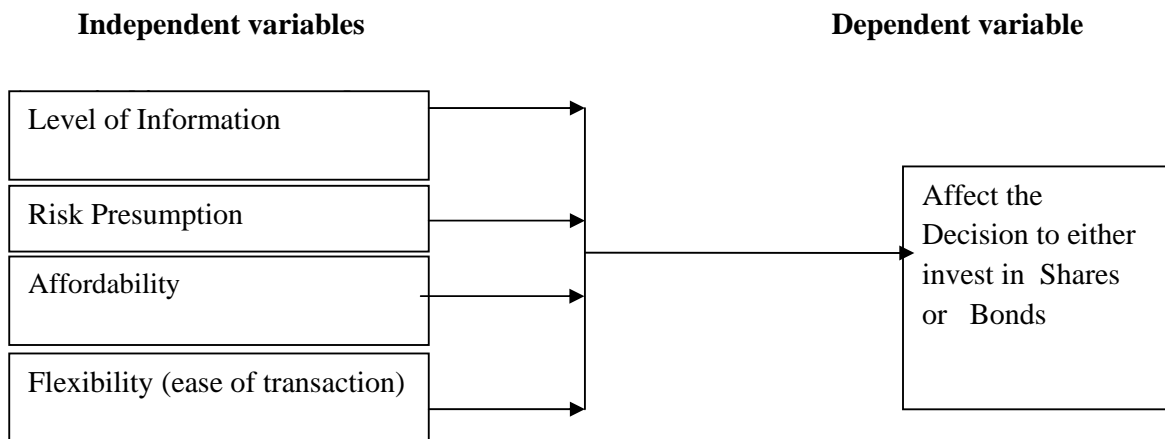 Independent variables
Dependent variable
Level of Information
Risk Presumption
Affordability
Flexibility (ease of transaction)
Affect the
Decision to either
invest in Shares
or Bonds